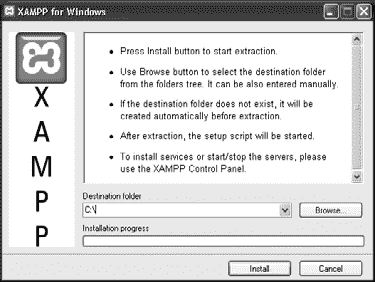 XAMPP for Windows
X
A
M
P
P
Press Install button to start extraction.
Use Browse button to select the destination folder
from the folders tree. It can be also entered manually.
If the destination folder does not exist, it will be
created automatically before extraction.
After extraction, the setup script will be started.
To install services or start/stop the servers, please
use the XAMPP Control Panel.
Destination folder
C:\
Browse...
Installation progress
Install
Cancel